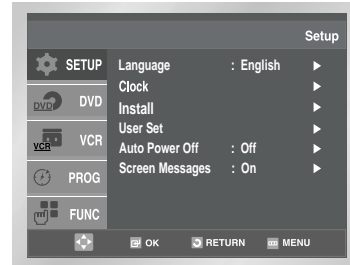 Setup
SETUP
DVD DVD
VCR VCR
PROG
FUNC
Language : English ►
Clock ►
Install ►
User Set ►
Auto Power Off : Off ►
Screen Messages : On ►
OK RETURN MENU